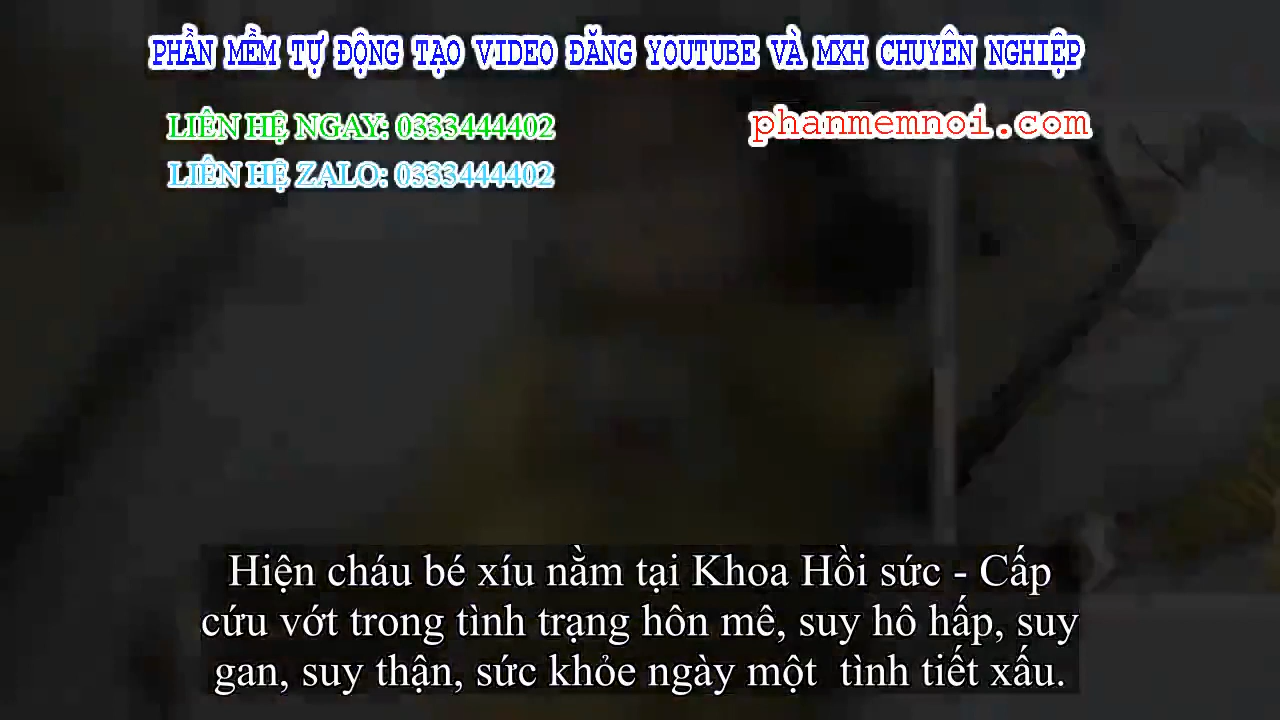 PHẦN MỀM TỰ ĐỘNG TẠO VIDEO ĐĂNG YOUTUBE VÀ MXH CHUYÊN NGHIỆP
LIÊN HỆ NGAY: 0333444402
phanmemnoi.com
LIÊN HỆ ZALO: 0333444402
Hiện cháu bé xíu nằm tại Khoa Hồi sức - Cấp
cứu vớt trong tình trạng hôn mê, suy hô hấp, suy
gan, suy thận, sức khỏe ngày một  tình tiết xấu.